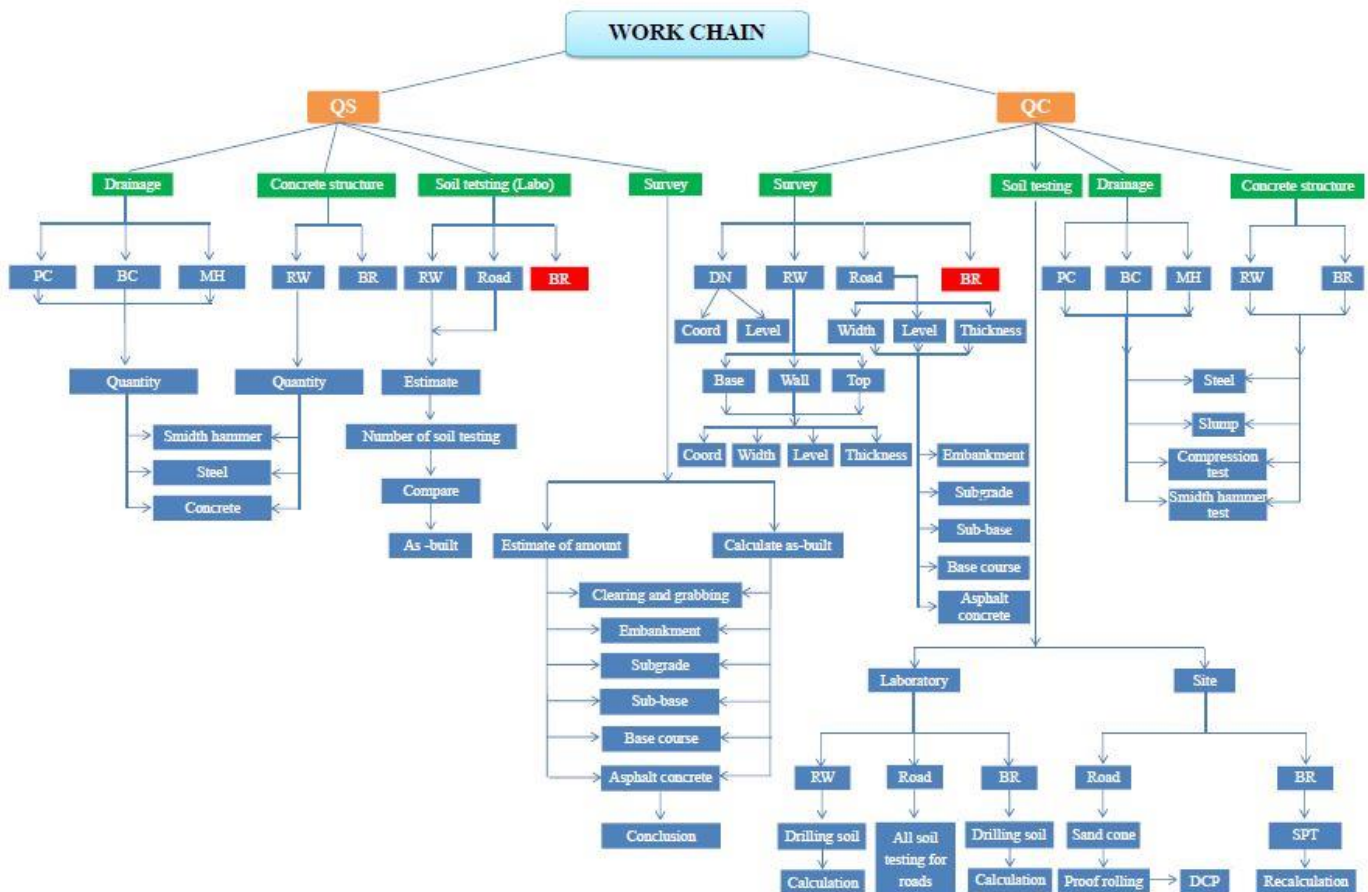 WORK CHAIN
QS
QC
Drainage
Concrete structure
Soil tetsting (Labo)
Survey
Survey
Soil testing
Drainage
Concrete structure
PC
BC
MH
RW
BR
RW
Road
BR
DN
RW
Road
BR
PC
BC
MH
RW
BR
Coord
Level
Width
Level
Thickness
Quantity
Quantity
Estimate
Base
Wall
Top
Steel
Smidth hammer
Number of soil testing
Slump
Coord
Width
Level
Thickness
Embankment
Compression
test
Steel
Compare
Subgrade
Smidth hammer
test
Concrete
As -built
Estimate of amount
Calculate as-built
Sub-base
Base course
Clearing and grabbing
Asphalt
concrete
Embankment
Subgrade
Laboratory
Site
Sub-base
Base course
Asphalt concrete
RW
Road
BR
Road
BR
Conclusion
Drilling soil
All soil
testing for
roads
Drilling soil
Sand cone
SPT
Calculation
Calculation
Proof rolling
DCP
Recalculation